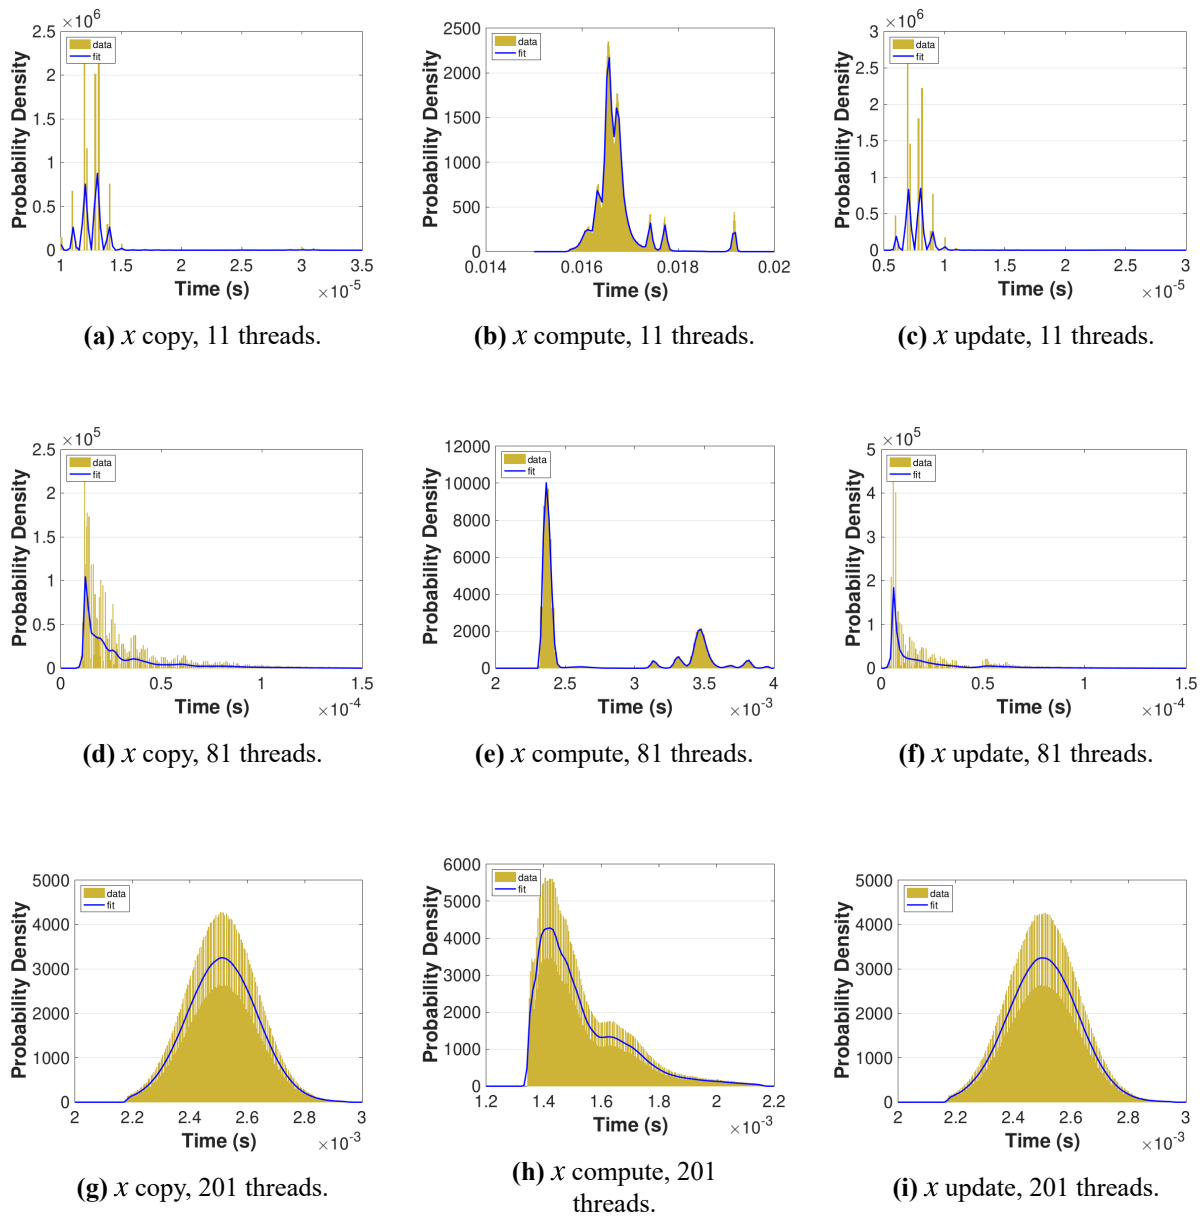 ×10⁶
2.5
2
1.5
1
0.5
0
data
fit
Probability Density
1 1.5 2 2.5 3 3.5
Time (s) ×10⁻⁵
(a) x copy, 11 threads.
2500
2000
1500
1000
500
0
data
fit
Probability Density
0.014 0.016 0.018 0.02
Time (s)
(b) x compute, 11 threads.
×10⁶
3
2.5
2
1.5
1
0.5
0
data
fit
Probability Density
0.5 1 1.5 2 2.5 3
Time (s) ×10⁻⁵
(c) x update, 11 threads.
×10⁵
2.5
2
1.5
1
0.5
0
data
fit
Probability Density
0 0.5 1 1.5
Time (s) ×10⁻⁴
(d) x copy, 81 threads.
12000
10000
8000
6000
4000
2000
0
data
fit
Probability Density
2 2.5 3 3.5 4
Time (s) ×10⁻³
(e) x compute, 81 threads.
×10⁵
5
4
3
2
1
0
data
fit
Probability Density
0 0.5 1 1.5
Time (s) ×10⁻⁴
(f) x update, 81 threads.
5000
4000
3000
2000
1000
0
data
fit
Probability Density
2 2.2 2.4 2.6 2.8 3
Time (s) ×10⁻³
(g) x copy, 201 threads.
6000
5000
4000
3000
2000
1000
0
data
fit
Probability Density
1.2 1.4 1.6 1.8 2 2.2
Time (s) ×10⁻³
(h) x compute, 201
threads.
5000
4000
3000
2000
1000
0
data
fit
Probability Density
2 2.2 2.4 2.6 2.8 3
Time (s) ×10⁻³
(i) x update, 201 threads.